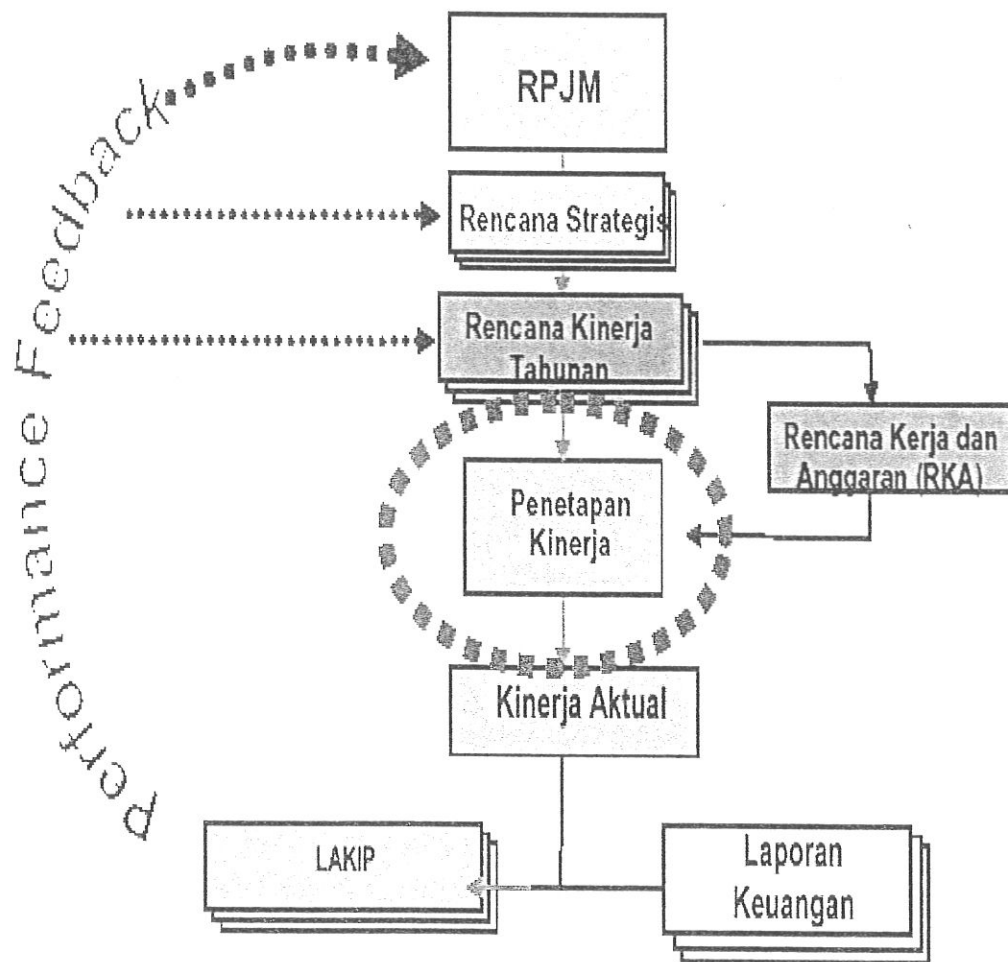 RPJM
Performance Feedback
Rencana Strategis
Rencana Kinerja
Tahunan
Rencana Kerja dan
Anggaran (RKA)
Penetapan
Kinerja
Kinerja Aktual
LAKIP
Laporan
Keuangan